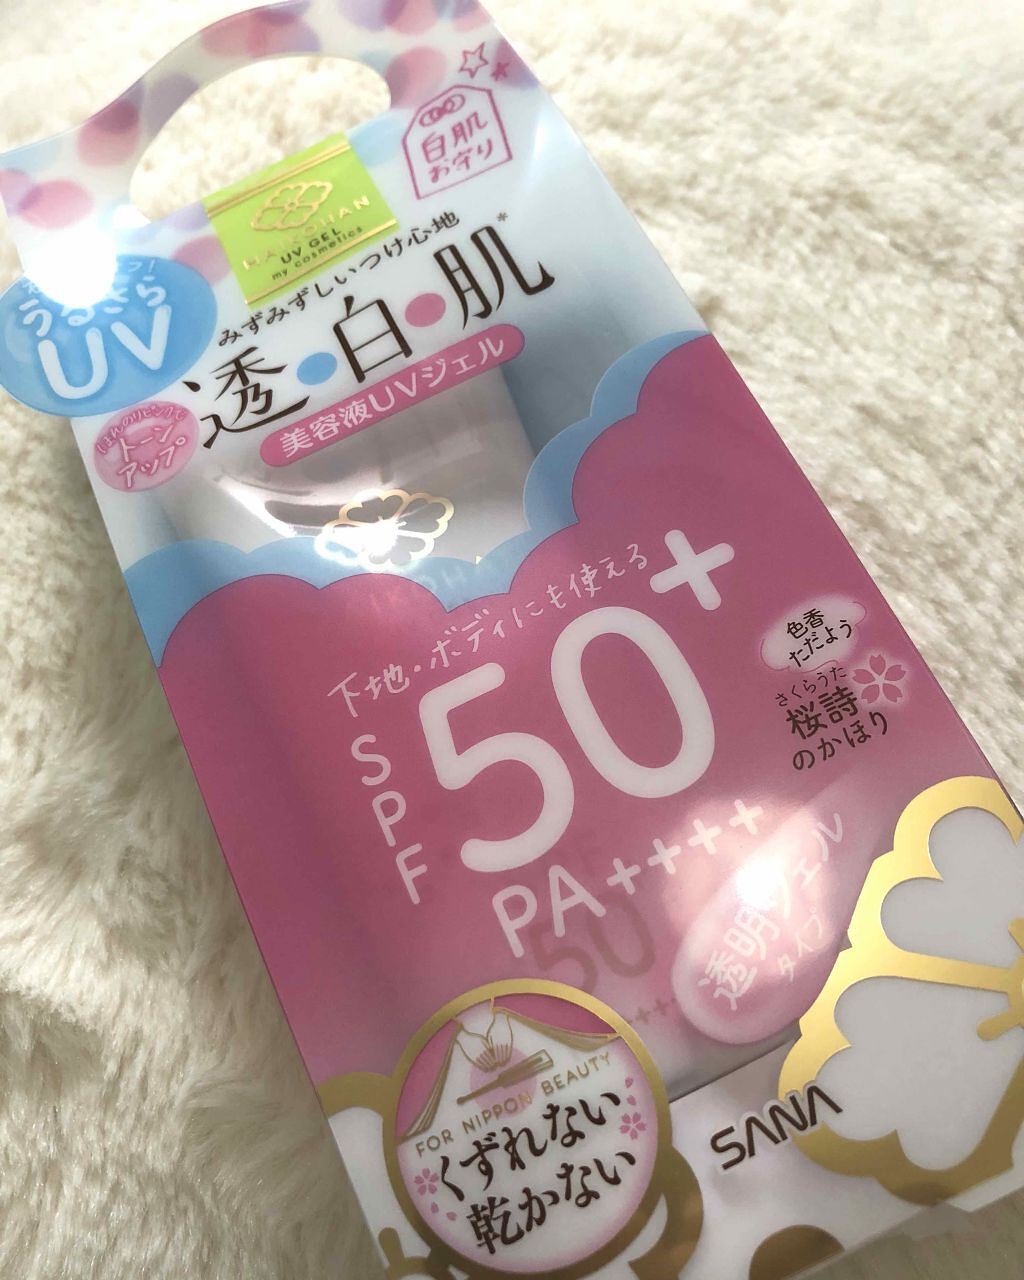 白肌
お守り
UV GEL
my cosmetics
みずみずしいつけ心地
透・白・肌*
美容液UVジェル
うるさら
UV
にほんのりピンクで
トーン
アップ
下地・ボディにも使える
SPF
50+
PA++++
色香
ただよう
さくらうた
桜詩
のかほり
透明ジェル
タイプ
50
FOR NIPPON BEAUTY
くずれない
乾かない
SANA